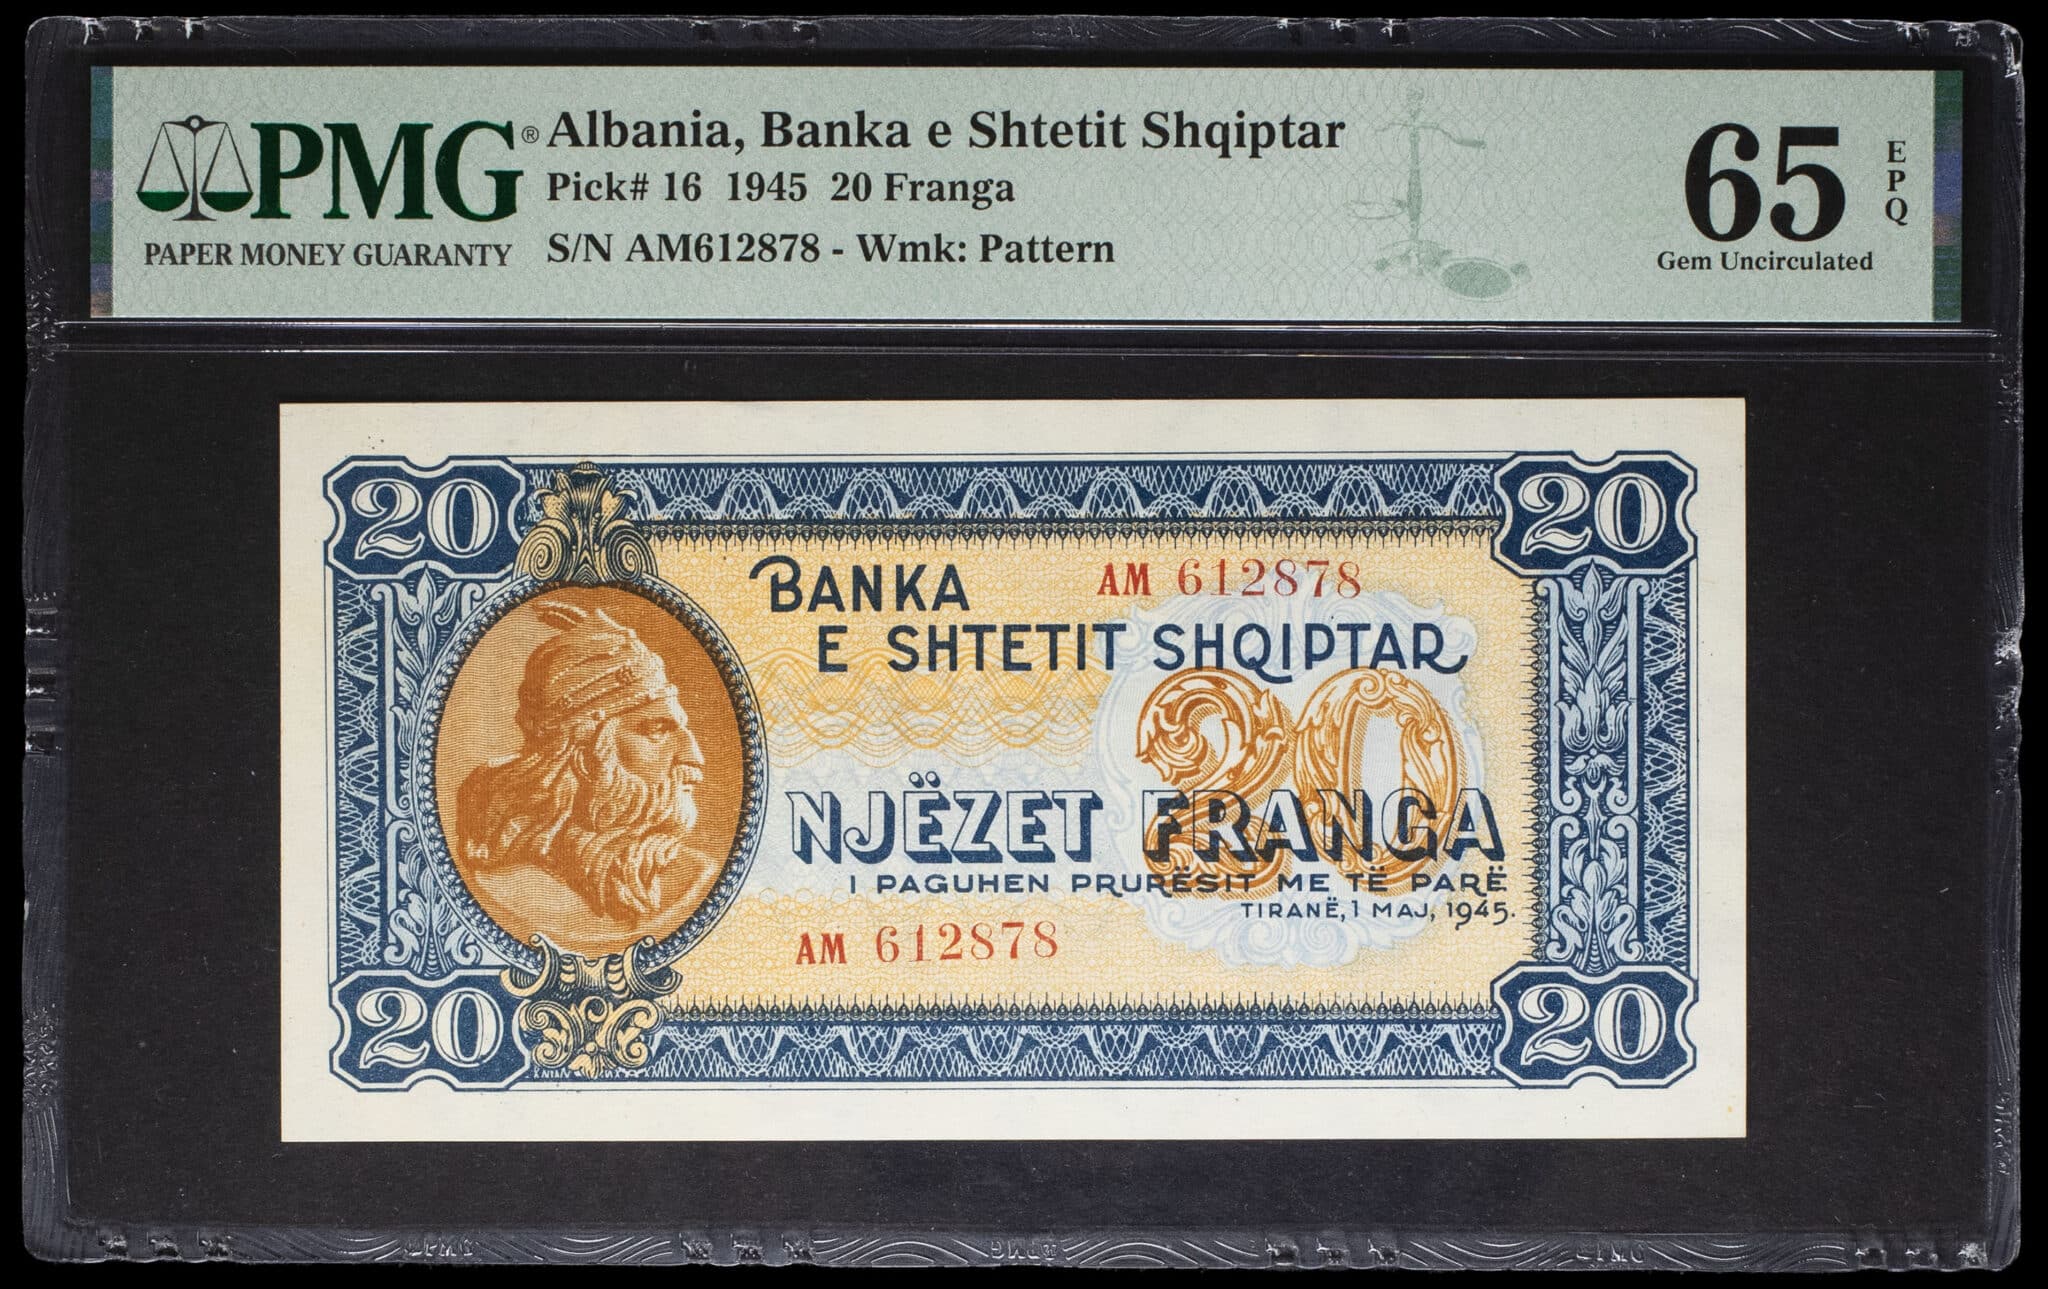 PMG®
PAPER MONEY GUARANTY
Albania, Banka e Shtetit Shqiptar
Pick# 16 1945 20 Franga
S/N AM612878 - Wmk: Pattern
65
EPQ
Gem Uncirculated
20
20
BANKA
AM 612878
E SHTETIT SHQIPTAR
20
NJËZET FRANGA
I PAGUHEN PRURËSIT ME TË PARË
TIRANË, 1 MAJ, 1945.
AM 612878
20
20